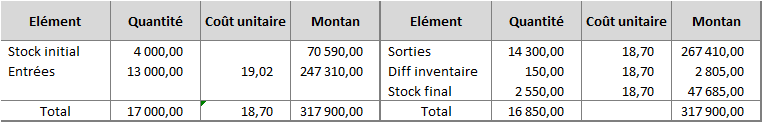 Elément Quantité Coût unitaire Montan Elément Quantité Coût unitaire Montan
Stock initial 4 000,00 70 590,00 Sorties 14 300,00 18,70 267 410,00
Entrées 13 000,00 19,02 247 310,00 Diff inventaire 150,00 18,70 2 805,00
Stock final 2 550,00 18,70 47 685,00
Total 17 000,00 18,70 317 900,00 Total 16 850,00 317 900,00